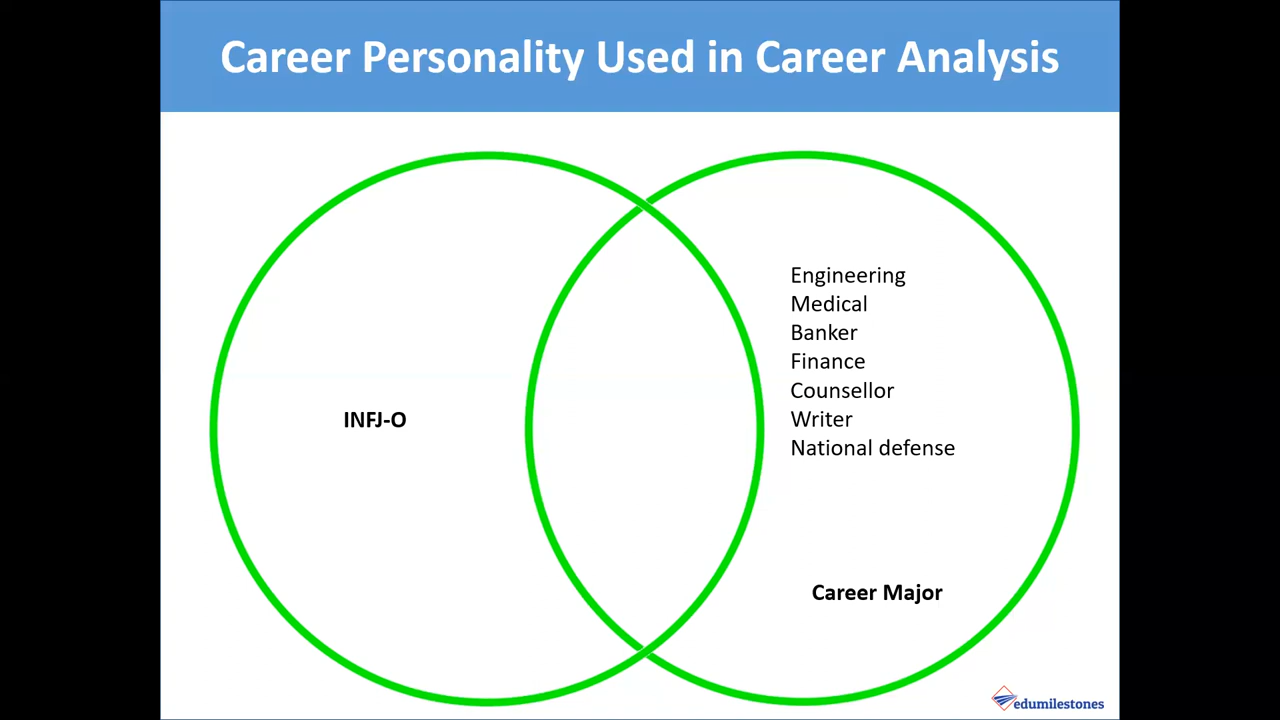 Career Personality Used in Career Analysis
Engineering
Medical
Banker
Finance
Counsellor
INFJ-O
Writer
National defense
Career Major
edumilestones